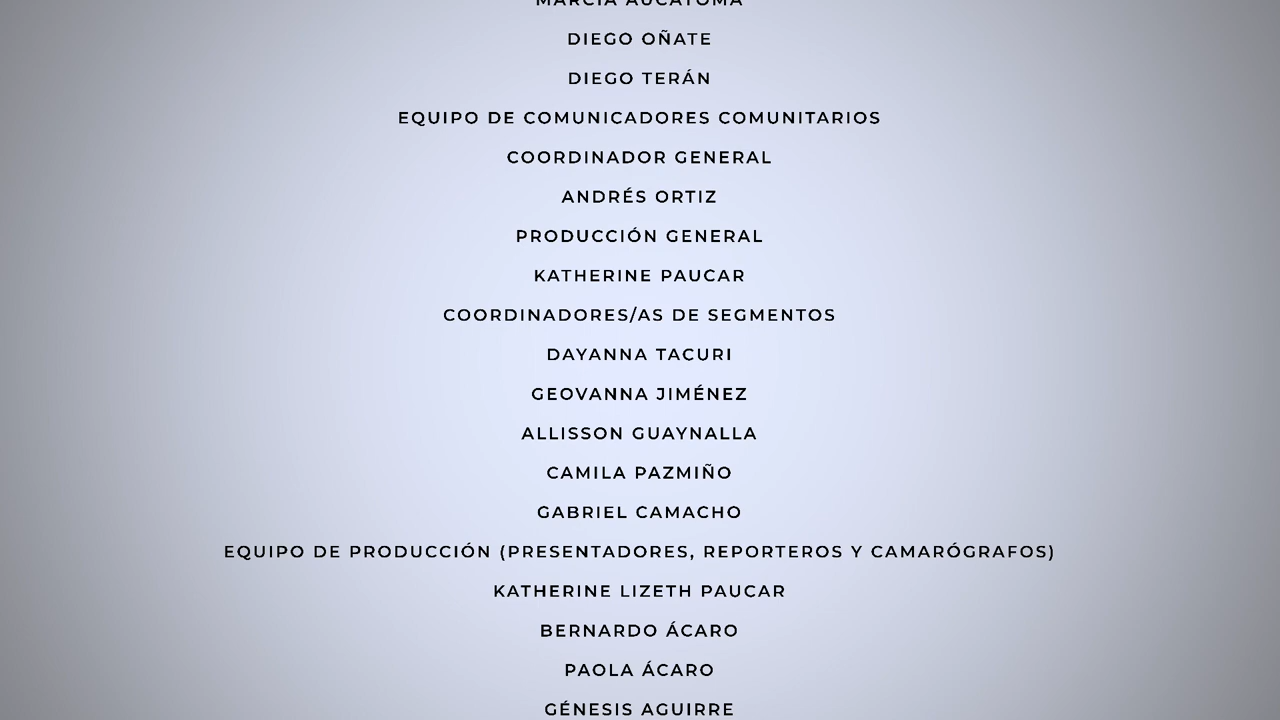 MARCIA AUCATOMA
DIEGO OÑATE
DIEGO TERÁN
EQUIPO DE COMUNICADORES COMUNITARIOS
COORDINADOR GENERAL
ANDRÉS ORTIZ
PRODUCCIÓN GENERAL
KATHERINE PAUCAR
COORDINADORES/AS DE SEGMENTOS
DAYANNA TACURI
GEOVANNA JIMÉNEZ
ALLISSON GUAYNALLA
CAMILA PAZMIÑO
GABRIEL CAMACHO
EQUIPO DE PRODUCCIÓN (PRESENTADORES, REPORTEROS Y CAMARÓGRAFOS)
KATHERINE LIZETH PAUCAR
BERNARDO ÁCARO
PAOLA ÁCARO
GÉNESIS AGUIRRE